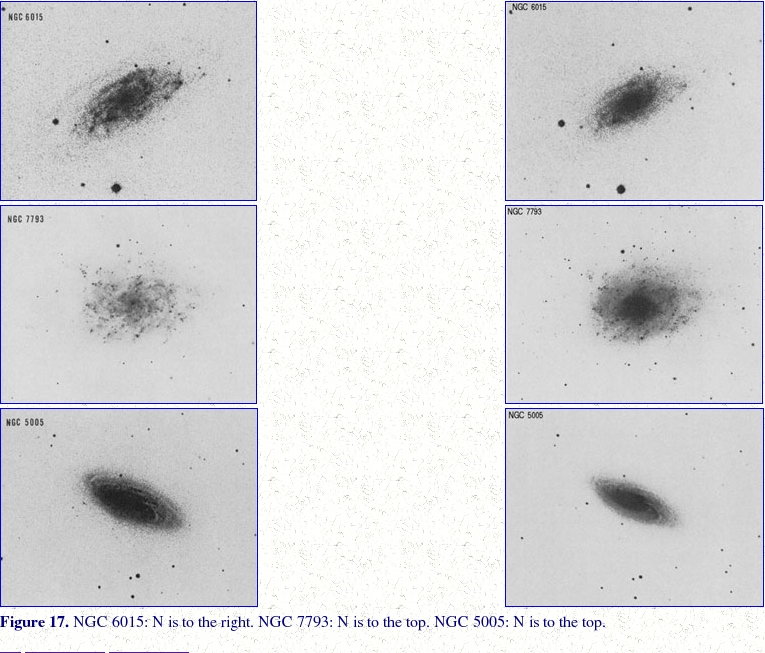 NGC 6015
NGC 6015
NGC 7793
NGC 7793
NGC 5005
NGC 5005
Figure 17. NGC 6015: N is to the right. NGC 7793: N is to the top. NGC 5005: N is to the top.